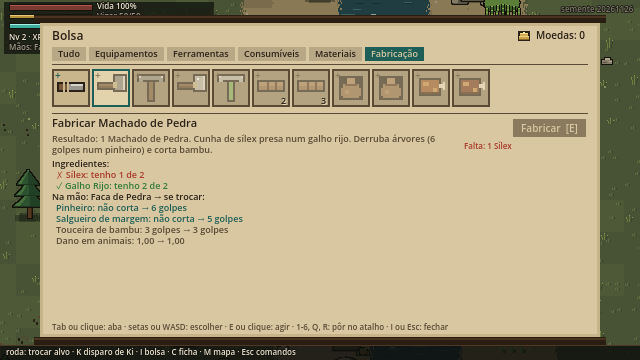 Vida 100%
semente 20261126
Bolsa
Moedas: 0
Tudo
Equipamentos
Ferramentas
Consumíveis
Materiais
Fabricação
2
3
Fabricar Machado de Pedra
Fabricar [E]
Resultado: 1 Machado de Pedra. Cunha de sílex presa num galho rijo. Derruba árvores (6
golpes num pinheiro) e corta bambu.
Falta: 1 Sílex
Ingredientes:
✗ Sílex: tenho 1 de 2
✓ Galho Rijo: tenho 2 de 2
Na mão: Faca de Pedra → se trocar:
Pinheiro: não corta → 6 golpes
Salgueiro de margem: não corta → 5 golpes
Touceira de bambu: 3 golpes → 3 golpes
Dano em animais: 1,00 → 1,00
Tab ou clique: aba · setas ou WASD: escolher · E ou clique: agir · 1-6, Q, R: pôr no atalho · I ou Esc: fechar
roda: trocar alvo · K disparo de Ki · I bolsa · C ficha · M mapa · Esc comandos